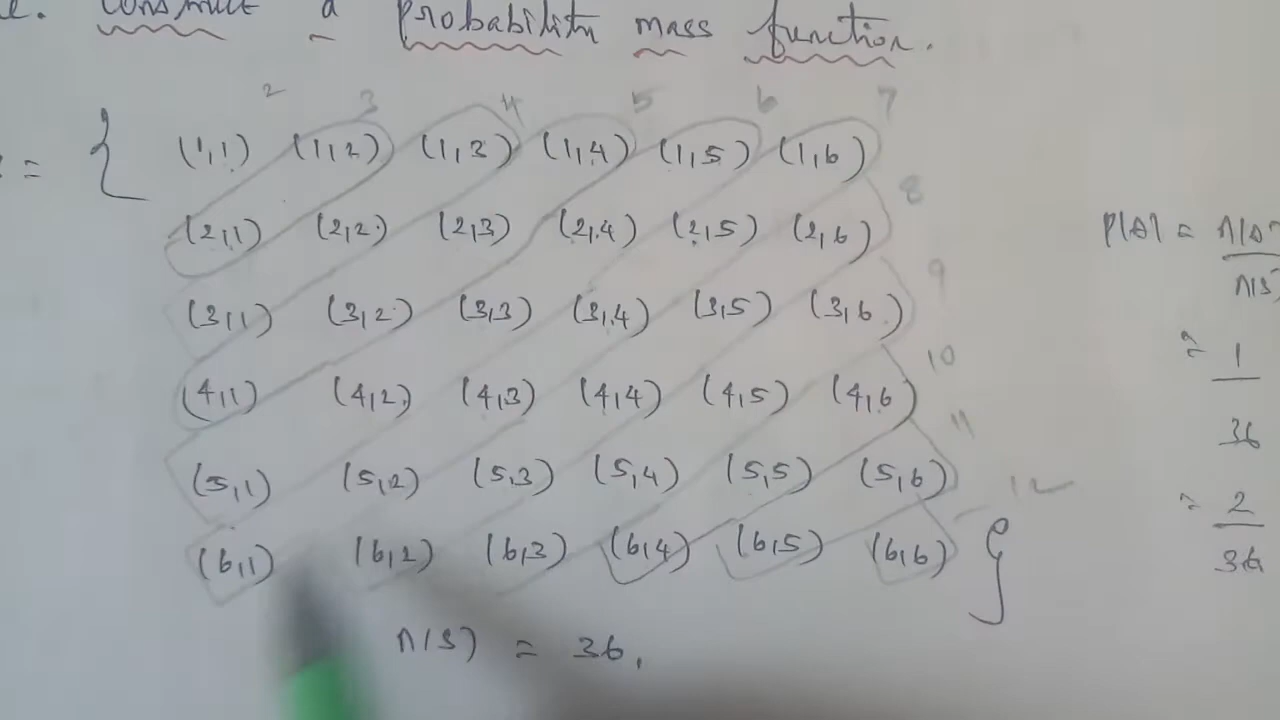 e. Construct a Probability mass function.
2 3 4 5 6 7
= { (1,1) (1,2) (1,3) (1,4) (1,5) (1,6)
8
(2,1) (2,2) (2,3) (2,4) (2,5) (2,6) P(A) = n(A)
n(S)
9
(3,1) (3,2) (3,3) (3,4) (3,5) (3,6)
10
= 1
36
(4,1) (4,2) (4,3) (4,4) (4,5) (4,6)
11
(5,1) (5,2) (5,3) (5,4) (5,5) (5,6)
12
= 2
36
(6,1) (6,2) (6,3) (6,4) (6,5) (6,6) }
n(S) = 36.